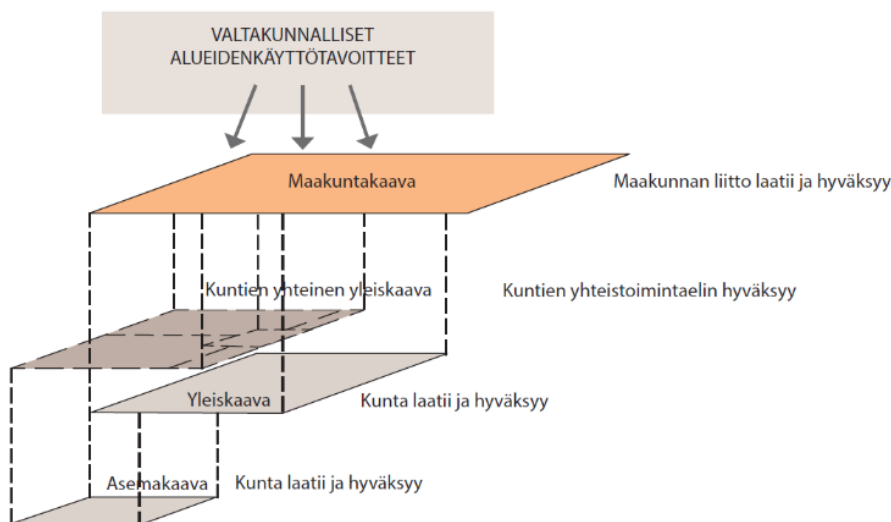 VALTAKUNNALLISET
ALUEIDENKÄYTTÖTAVOITTEET
Maakuntakaava
Maakunnan liitto laatii ja hyväksyy
Kuntien yhteinen yleiskaava
Kuntien yhteistoimintaelin hyväksyy
Yleiskaava
Kunta laatii ja hyväksyy
Asemakaava
Kunta laatii ja hyväksyy